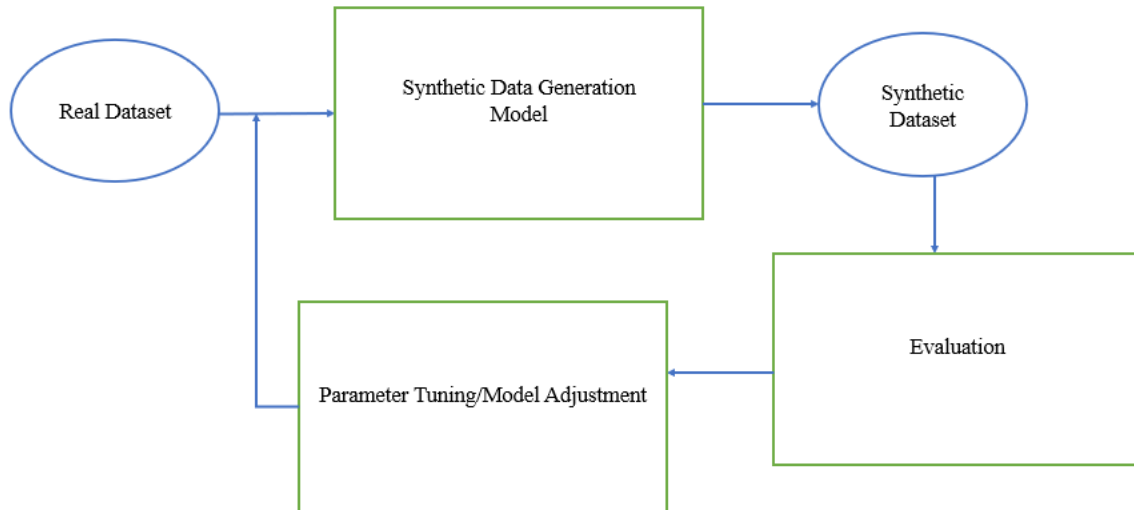 Real Dataset
Synthetic Data Generation
Model
Synthetic
Dataset
Evaluation
Parameter Tuning/Model Adjustment